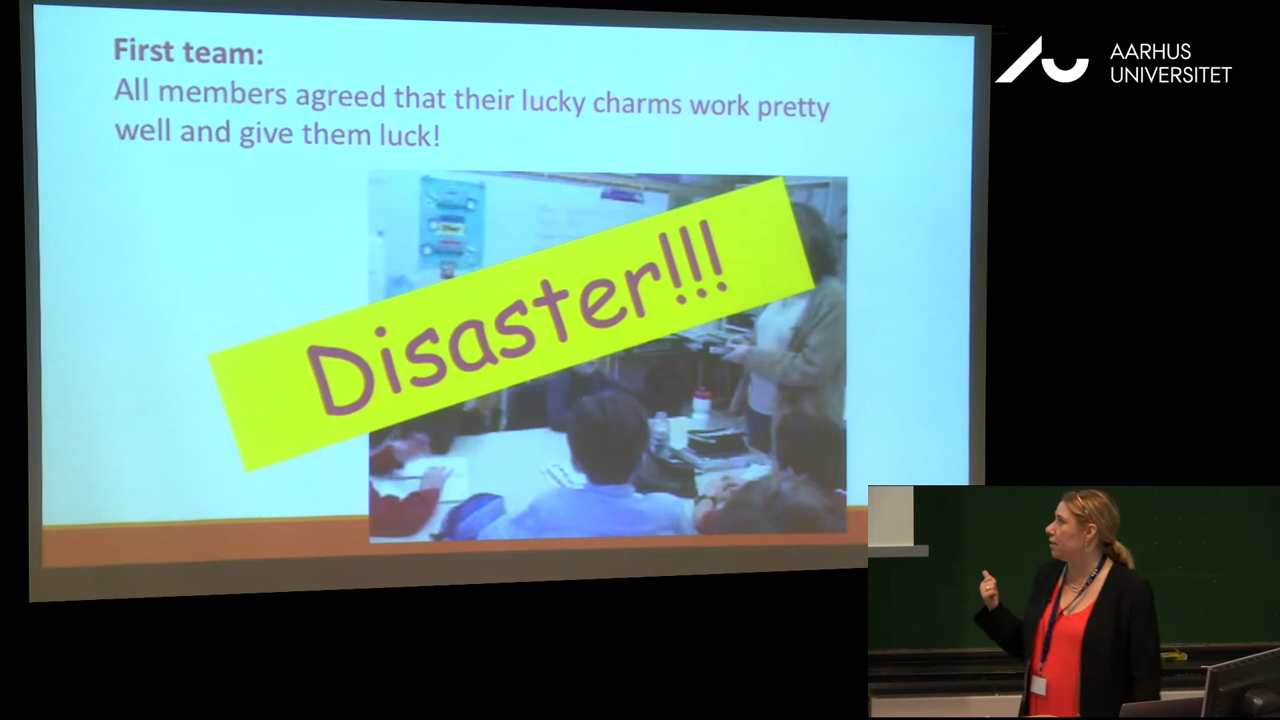 First team:
All members agreed that their lucky charms work pretty
well and give them luck!
Disaster!!!
AARHUS
UNIVERSITET